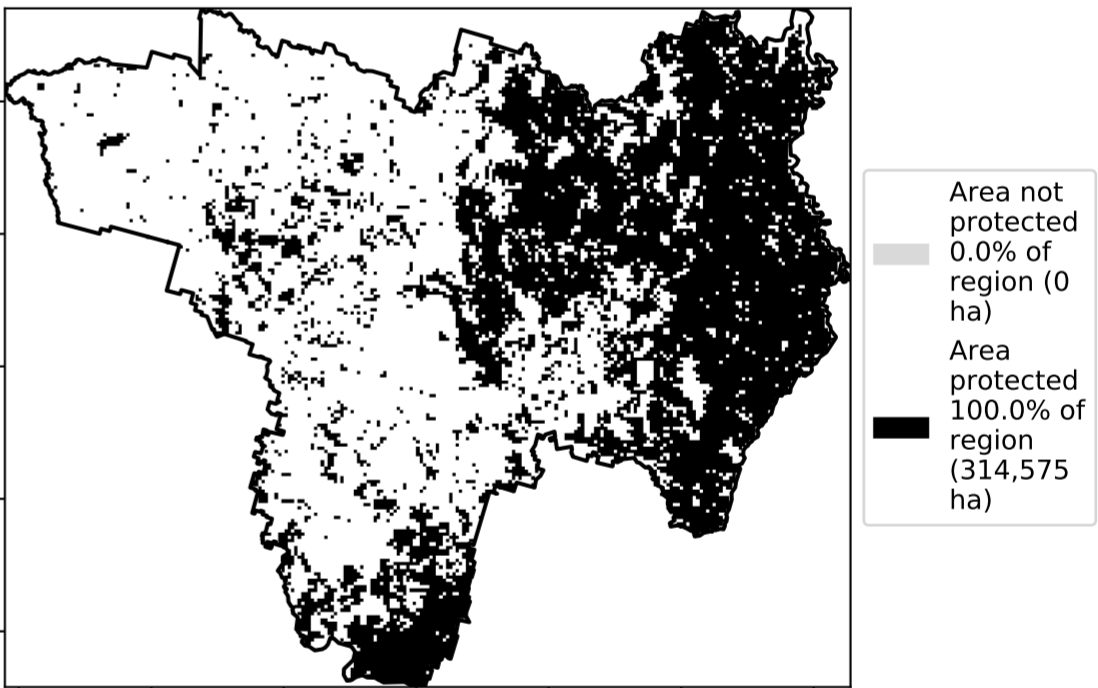 Area not
protected
0.0% of
region (0
ha)
Area
protected
100.0% of
region
(314,575
ha)